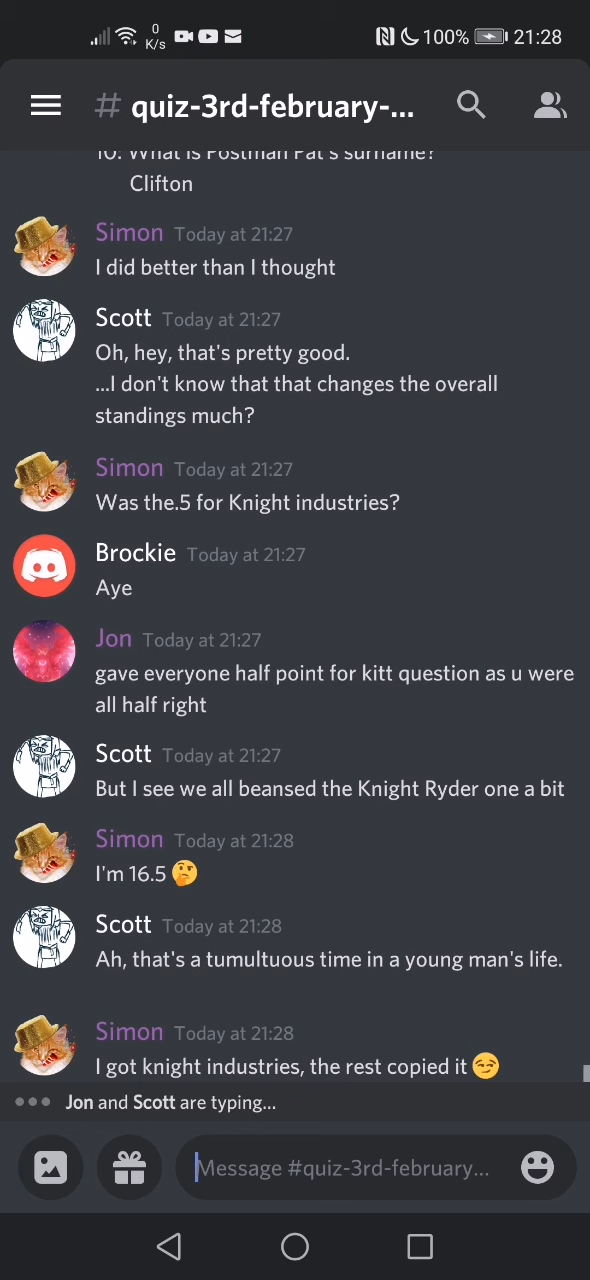 0
K/s
100%
21:28
# quiz-3rd-february-...
10. What is Postman Pat's surname?
Clifton
Simon Today at 21:27
I did better than I thought
Scott Today at 21:27
Oh, hey, that's pretty good.
...I don't know that that changes the overall
standings much?
Simon Today at 21:27
Was the.5 for Knight industries?
Brockie Today at 21:27
Aye
Jon Today at 21:27
gave everyone half point for kitt question as u were
all half right
Scott Today at 21:27
But I see we all beansed the Knight Ryder one a bit
Simon Today at 21:28
I'm 16.5 🤔
Scott Today at 21:28
Ah, that's a tumultuous time in a young man's life.
Simon Today at 21:28
I got knight industries, the rest copied it 😏
Jon and Scott are typing...
Message #quiz-3rd-february...